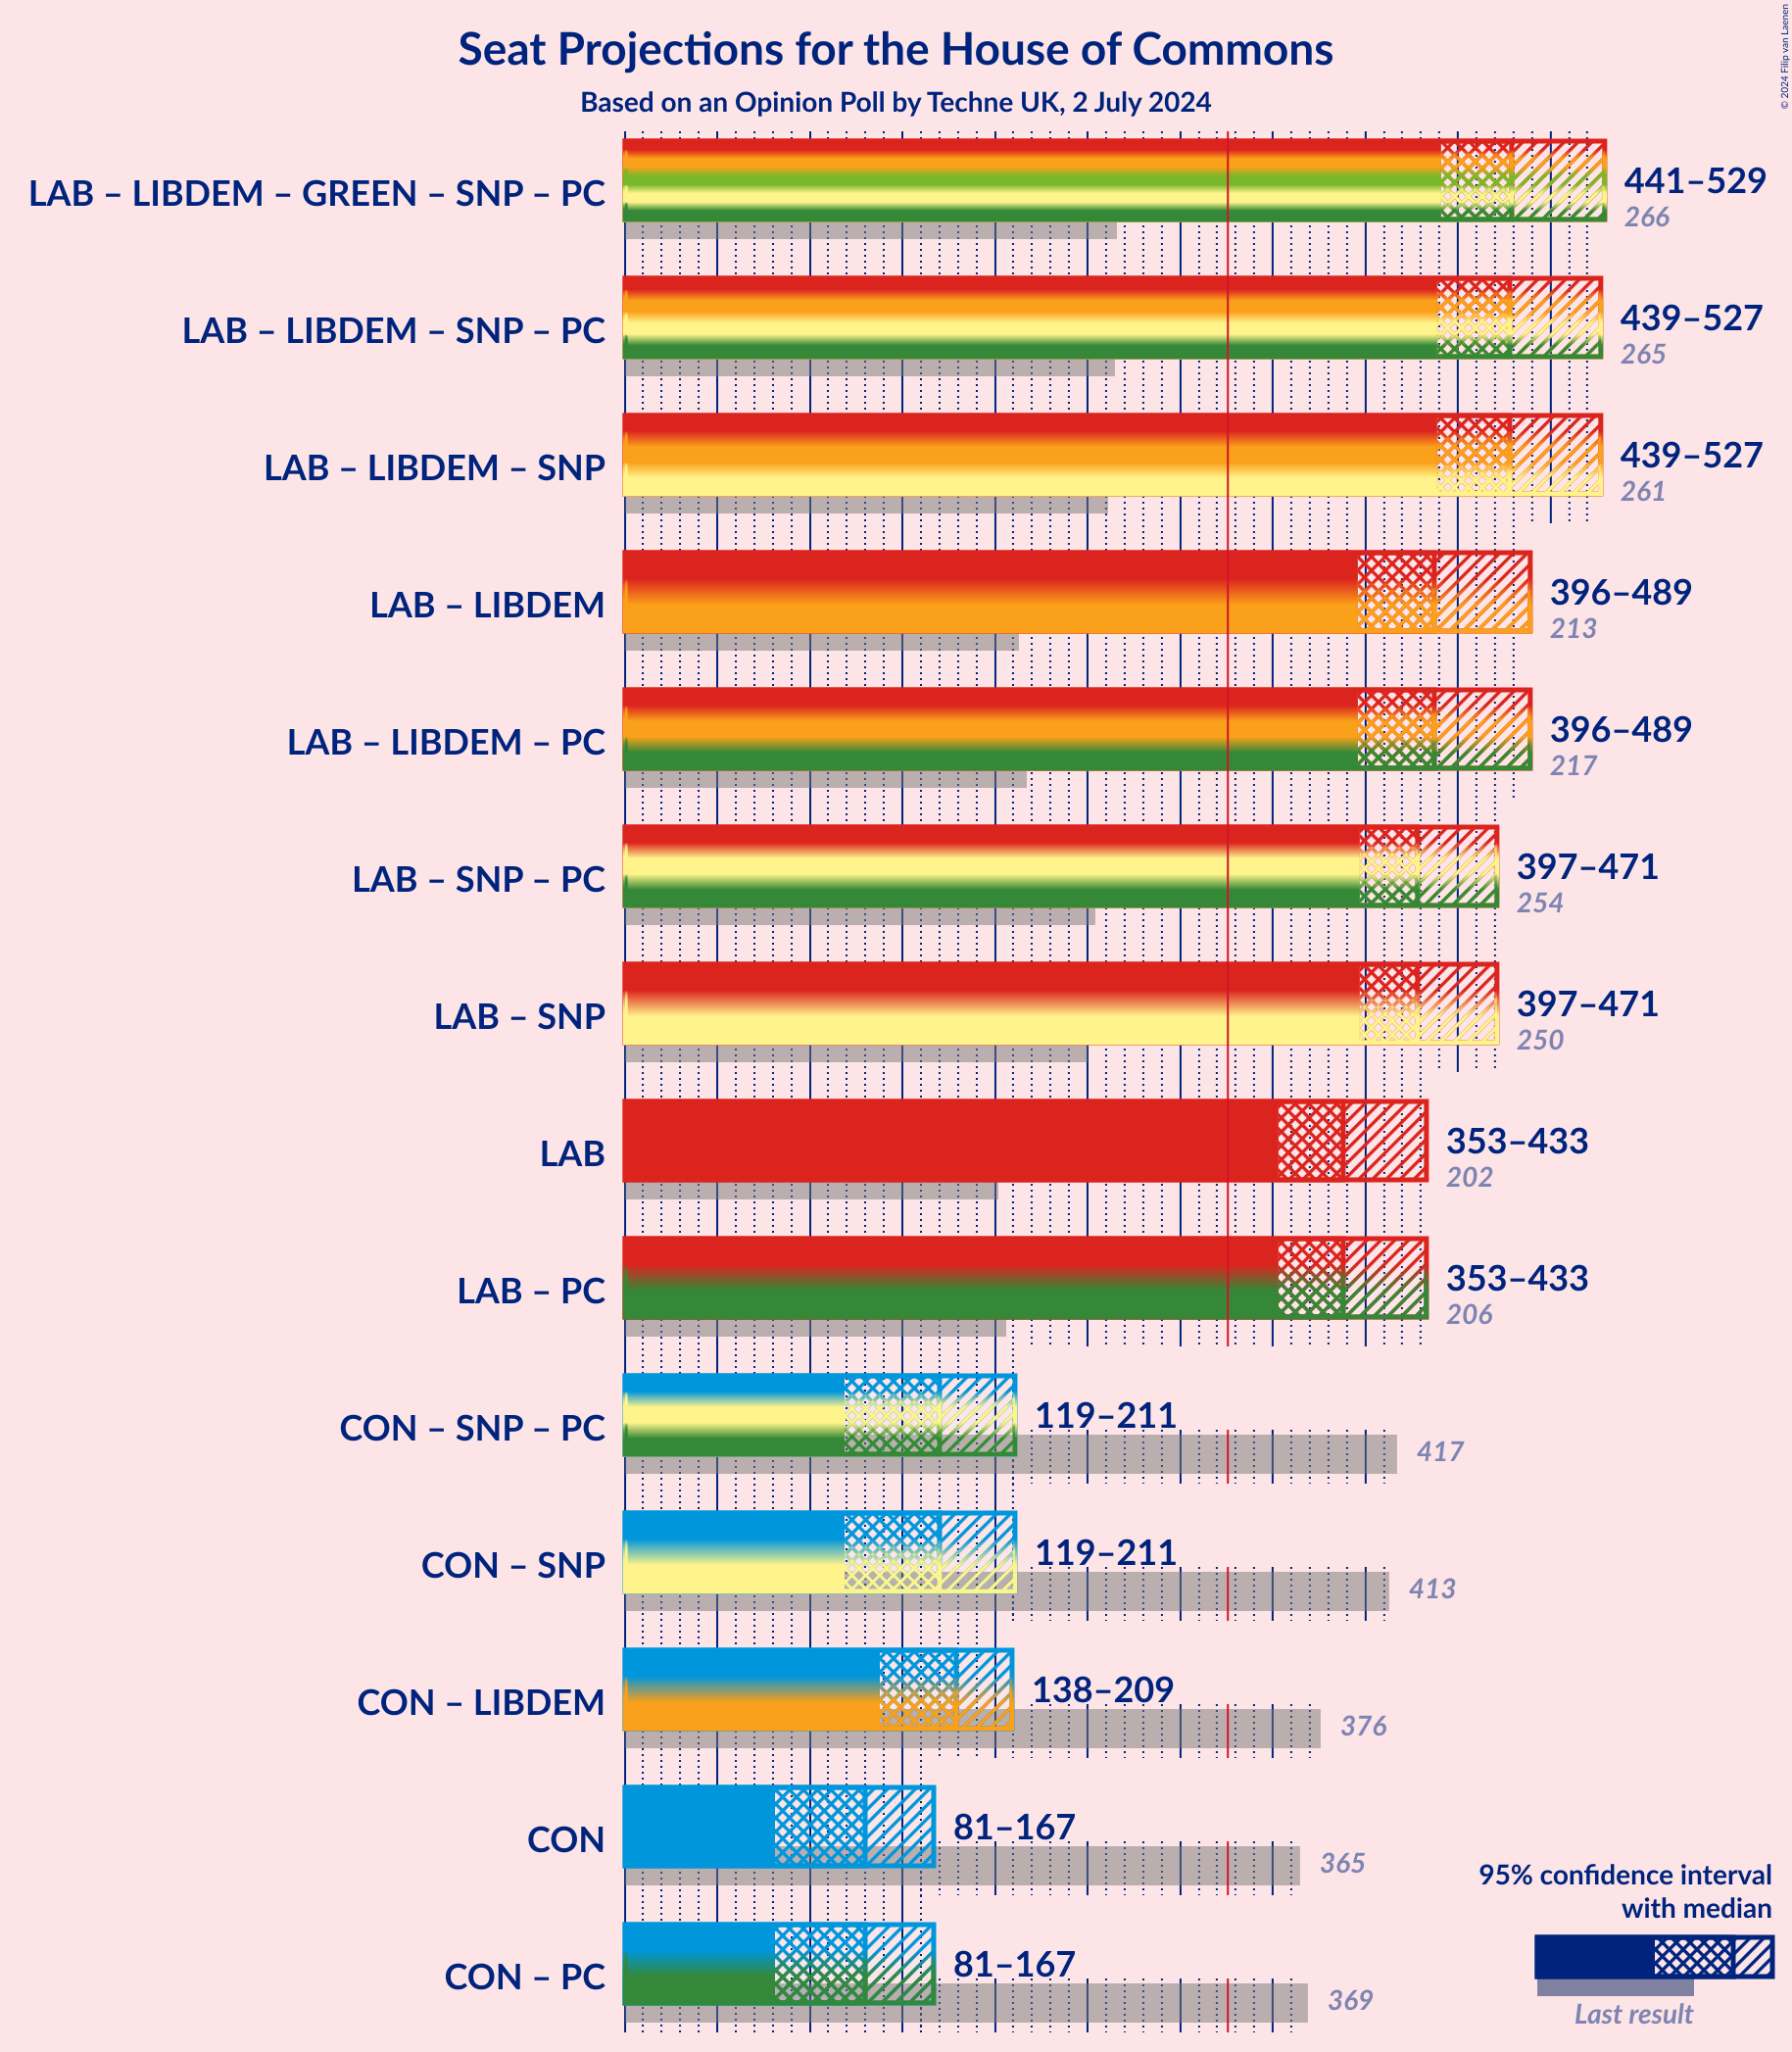 Seat Projections for the House of Commons
Based on an Opinion Poll by Techne UK, 2 July 2024
© 2024 Filip van Laenen
LAB – LIBDEM – GREEN – SNP – PC
441–529
266
LAB – LIBDEM – SNP – PC
439–527
265
LAB – LIBDEM – SNP
439–527
261
LAB – LIBDEM
396–489
213
LAB – LIBDEM – PC
396–489
217
LAB – SNP – PC
397–471
254
LAB – SNP
397–471
250
LAB
353–433
202
LAB – PC
353–433
206
CON – SNP – PC
119–211
417
CON – SNP
119–211
413
CON – LIBDEM
138–209
376
CON
81–167
365
CON – PC
81–167
369
95% confidence interval
with median
Last result